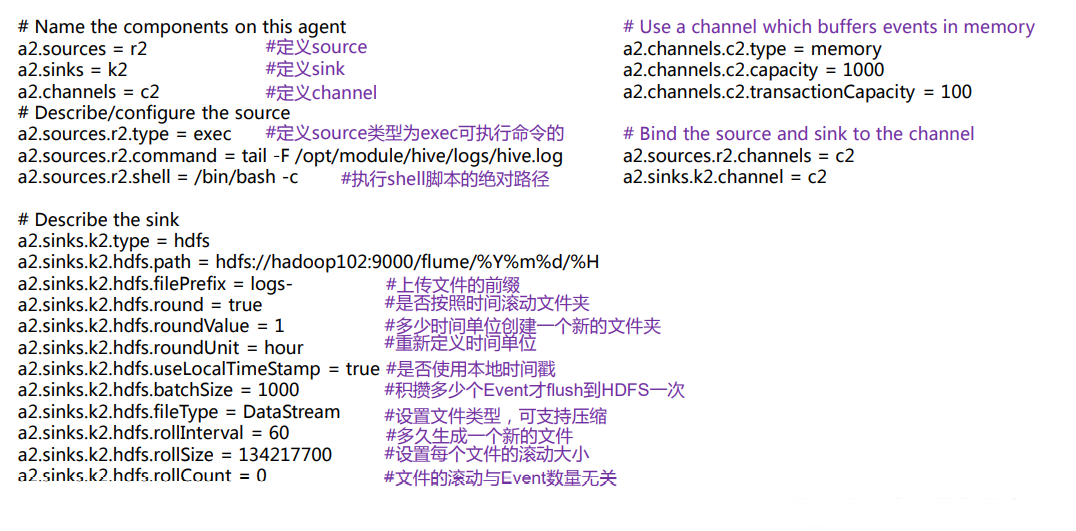 # Name the components on this agent
a2.sources = r2 #定义source
a2.sinks = k2 #定义sink
a2.channels = c2 #定义channel
# Describe/configure the source
a2.sources.r2.type = exec #定义source类型为exec可执行命令的
a2.sources.r2.command = tail -F /opt/module/hive/logs/hive.log
a2.sources.r2.shell = /bin/bash -c #执行shell脚本的绝对路径
# Describe the sink
a2.sinks.k2.type = hdfs
a2.sinks.k2.hdfs.path = hdfs://hadoop102:9000/flume/%Y%m%d/%H
a2.sinks.k2.hdfs.filePrefix = logs- #上传文件的前缀
a2.sinks.k2.hdfs.round = true #是否按照时间滚动文件夹
a2.sinks.k2.hdfs.roundValue = 1 #多少时间单位创建一个新的文件夹
a2.sinks.k2.hdfs.roundUnit = hour #重新定义时间单位
a2.sinks.k2.hdfs.useLocalTimeStamp = true #是否使用本地时间戳
a2.sinks.k2.hdfs.batchSize = 1000 #积攒多少个Event才flush到HDFS一次
a2.sinks.k2.hdfs.fileType = DataStream #设置文件类型，可支持压缩
a2.sinks.k2.hdfs.rollInterval = 60 #多久生成一个新的文件
a2.sinks.k2.hdfs.rollSize = 134217700 #设置每个文件的滚动大小
a2.sinks.k2.hdfs.rollCount = 0 #文件的滚动与Event数量无关
# Use a channel which buffers events in memory
a2.channels.c2.type = memory
a2.channels.c2.capacity = 1000
a2.channels.c2.transactionCapacity = 100
# Bind the source and sink to the channel
a2.sources.r2.channels = c2
a2.sinks.k2.channel = c2